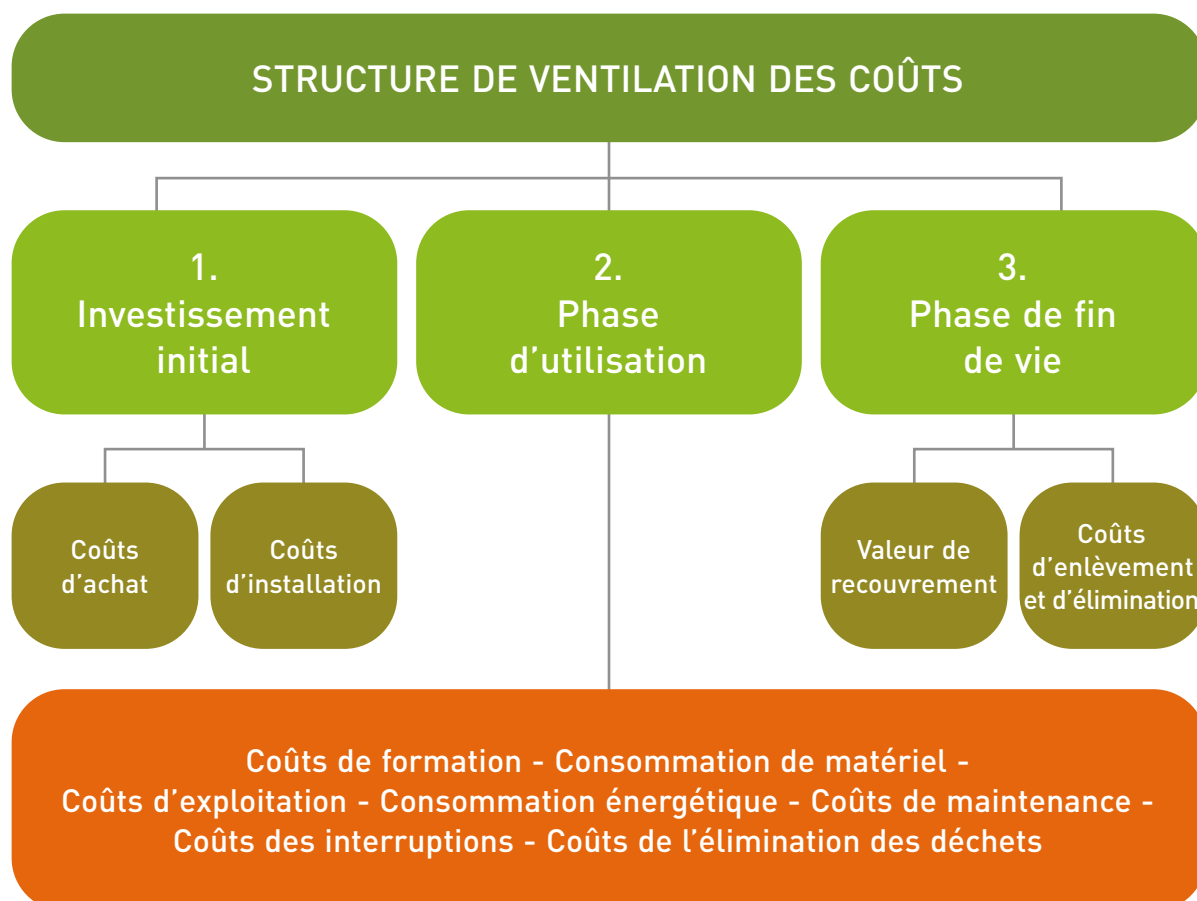 STRUCTURE DE VENTILATION DES COÛTS
1.
Investissement
initial
2.
Phase
d’utilisation
3.
Phase de fin
de vie
Coûts
d’achat
Coûts
d’installation
Valeur de
recouvrement
Coûts
d’enlèvement
et d’élimination
Coûts de formation - Consommation de matériel -
Coûts d’exploitation - Consommation énergétique - Coûts de maintenance -
Coûts des interruptions - Coûts de l’élimination des déchets